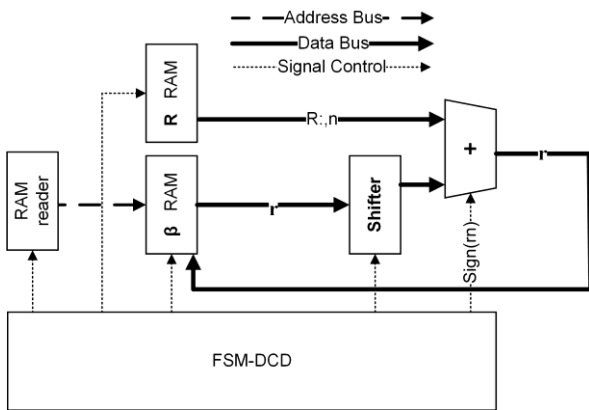 Address Bus
Data Bus
Signal Control
R RAM
R:,n
+
r
RAM
reader
β RAM
r
Shifter
Sign(rn)
FSM-DCD